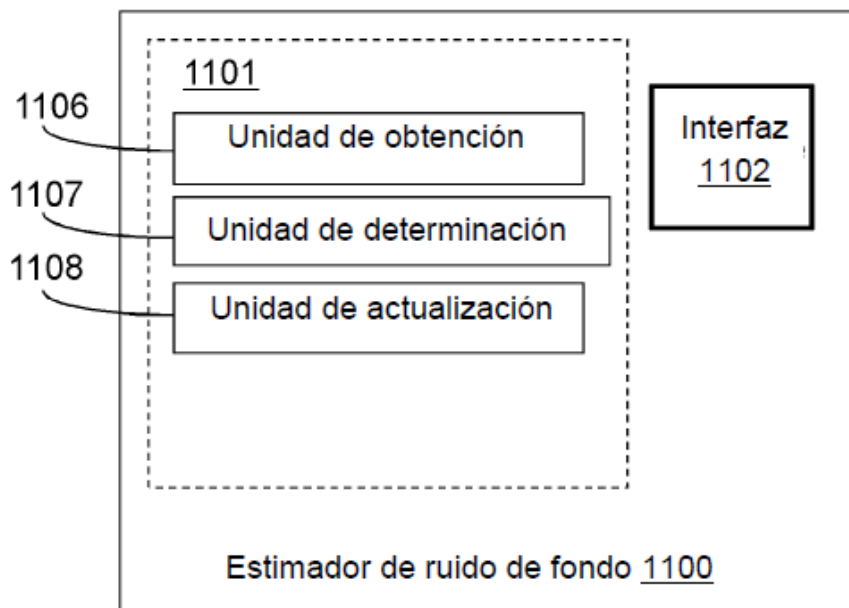 1101
1106
Unidad de obtención
Interfaz
1102
1107
Unidad de determinación
1108
Unidad de actualización
Estimador de ruido de fondo 1100